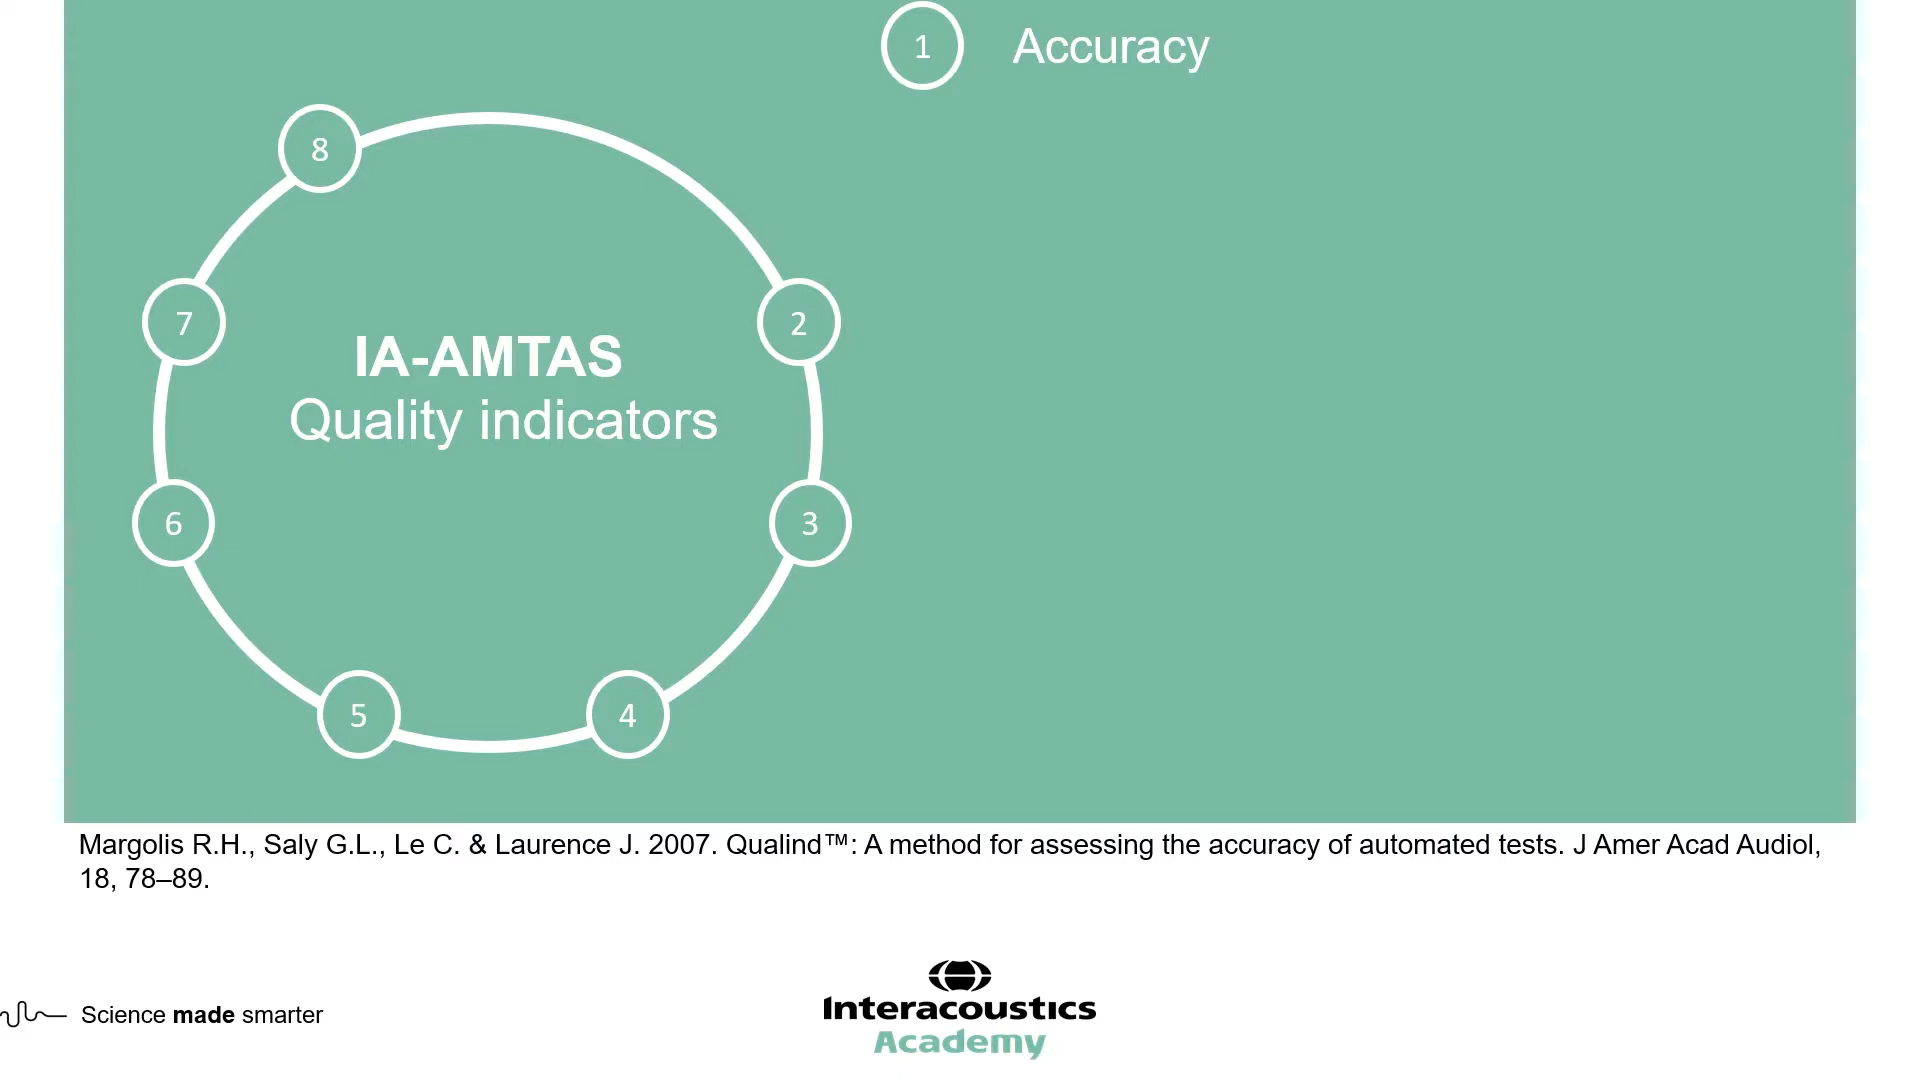 1 Accuracy
8
7
2
IA-AMTAS
Quality indicators
6
3
5
4
Margolis R.H., Saly G.L., Le C. & Laurence J. 2007. Qualind™: A method for assessing the accuracy of automated tests. J Amer Acad Audiol,
18, 78–89.
Science made smarter
Interacoustics
Academy